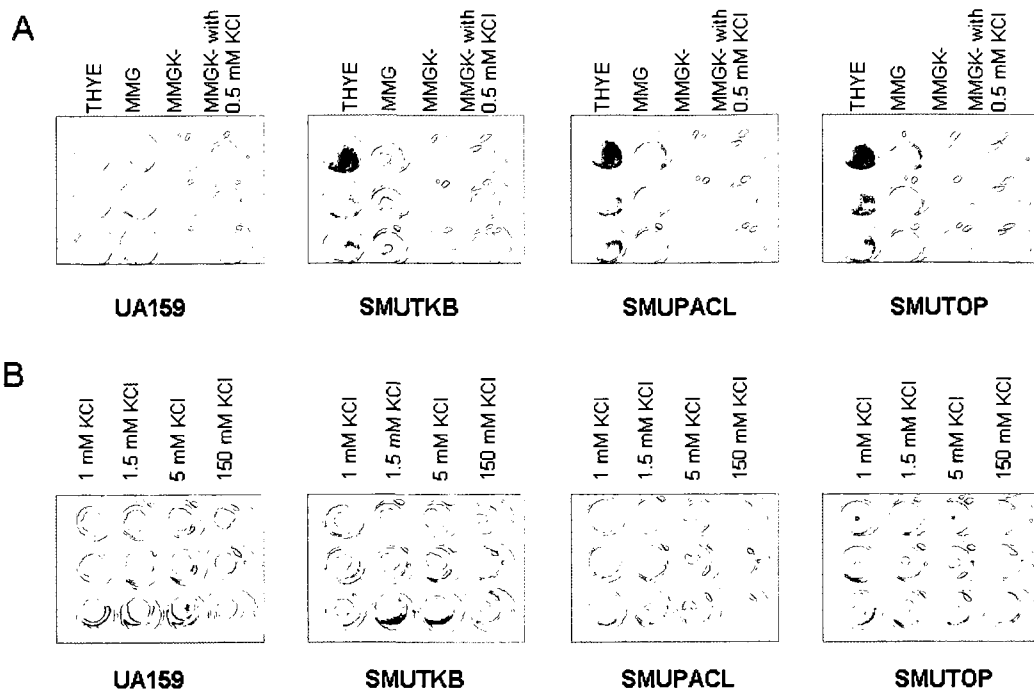 A
THYE
MMG
MMGK-
MMGK- with
0.5 mM KCl
THYE
MMG
MMGK-
MMGK- with
0.5 mM KCl
THYE
MMG
MMGK-
MMGK- with
0.5 mM KCl
THYE
MMG
MMGK-
MMGK- with
0.5 mM KCl
UA159
SMUTKB
SMUPACL
SMUTOP
B
1 mM KCl
1.5 mM KCl
5 mM KCl
150 mM KCl
1 mM KCl
1.5 mM KCl
5 mM KCl
150 mM KCl
1 mM KCl
1.5 mM KCl
5 mM KCl
150 mM KCl
1 mM KCl
1.5 mM KCl
5 mM KCl
150 mM KCl
UA159
SMUTKB
SMUPACL
SMUTOP